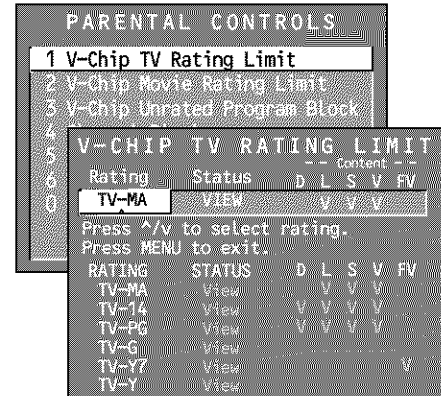 PARENTAL CONTROLS
1 V-Chip TV Rating Limit
2 V-Chip Movie Rating Limit
3 V-Chip Unrated Program Block
4
5
6
0
V-CHIP TV RATING LIMIT
-- Content --
Rating Status D L S V FV
TV-MA VIEW V V V
Press ^/v to select rating.
Press MENU to exit.
RATING STATUS D L S V FV
TV-MA View V V V
TV-14 View V V V V
TV-PG View V V V V
TV-G View
TV-Y7 View V
TV-Y View